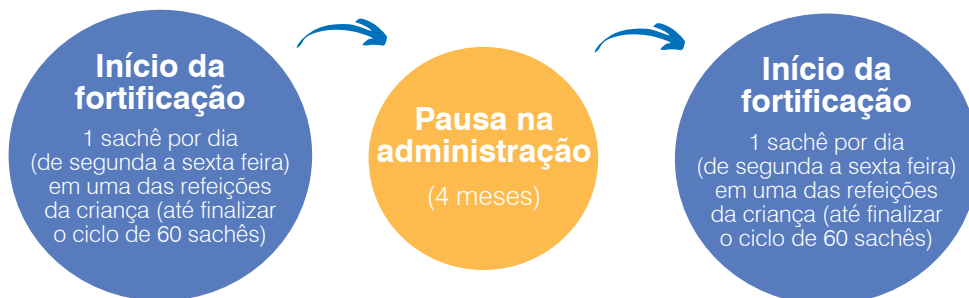 Início da
fortificação
1 sachê por dia
(de segunda a sexta feira)
em uma das refeições
da criança (até finalizar
o ciclo de 60 sachês)
Pausa na
administração
(4 meses)
Início da
fortificação
1 sachê por dia
(de segunda a sexta feira)
em uma das refeições
da criança (até finalizar
o ciclo de 60 sachês)